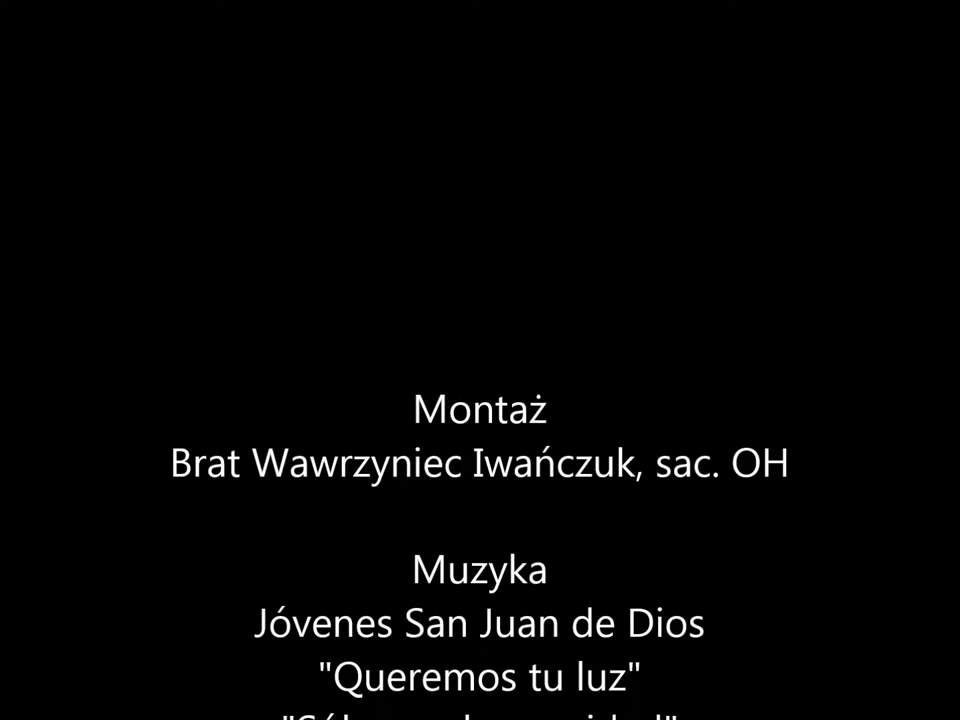 Montaż
Brat Wawrzyniec Iwańczuk, sac. OH
Muzyka
Jóvenes San Juan de Dios
"Queremos tu luz"